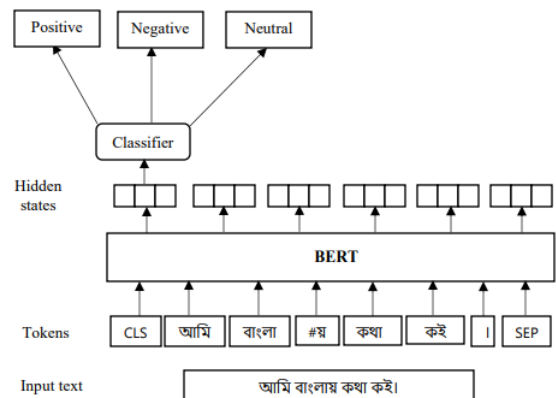 Positive Negative Neutral
Classifier
Hidden
states
BERT
Tokens CLS আমি বাংলা #য় কথা কই । SEP
Input text আমি বাংলায় কথা কই।